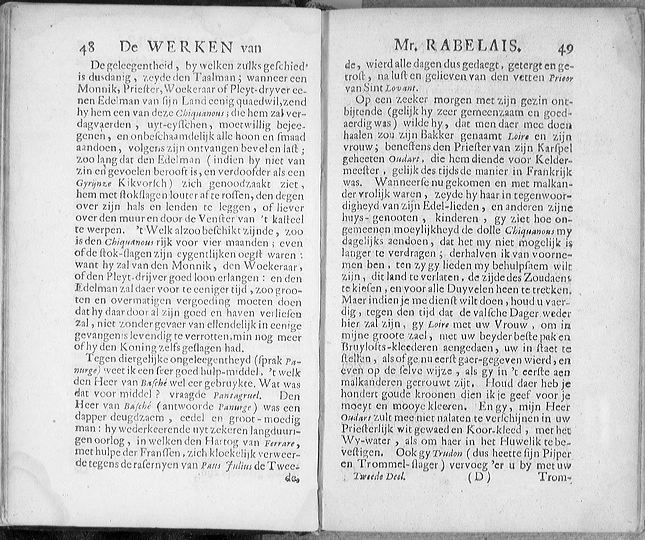 48 De WERKEN van
De geleegentheid, by welken zulks geschied'
is dusdanig, zeyde den Taalman; wanneer een
Monnik, Priester, Woekeraar of Pleyt-dryver ee-
nen Edelman van sijn Land eenig quaed wil, zend
hy hem een van deze Chiquanous; die hem zal ver-
dagvaerden, uyt-eysschen, moetwillig bejee-
genen, en onbeschaamdelijk alle hoon en smaad
aandoen, volgens zijn ontvangen bevel en last;
zoo lang dat den Edelman (indien hy niet van
zin en gevoelen berooft is, en verdoofder als een
Gyrijnze Kikvorsch) zich genoodzaakt ziet,
hem met stokslagen louter af te rossen, den degen
over zijn hals en lenden te leggen, of liever
over den muur en door de Venster van 't kasteel
te werpen. 't Welk alzoo beschikt zijnde, zoo
is den Chiquanous rijk voor vier maanden; even
of de stok-slagen zijn eygentlijken oegst waren:
want hy zal van den Monnik, den Woekeraar,
of den Pleyt-drijver goed loon erlangen: en den
Edelman zal daer voor te eeniger tijd, zoo groo-
ten en overmatigen vergoeding moeten doen
dat hy daar door al zijn goed en haven verliesen
zal, niet zonder gevaer van ellendelijk in eenige
gevangenis levendig te verrotten, min nog meer
of hy den Koning zelfs geslagen had.
Tegen diergelijke ongeleegentheyd (sprak Pa-
nurge) weet ik een seer goed hulp-middel, 't welk
den Heer van Basché wel eer gebruykte. Wat was
dat voor middel? vraagde Pantagruel. Den
Heer van Basché (antwoorde Panurge) was een
dapper deugdzaem, eedel en groot-moedig
man: hy wederkeerende uyt zekeren langduuri-
gen oorlog, in welken den Hartog van Ferrare,
met hulpe der Franssen, zich kloekelijk verweer-
de tegens de rasernyen van Paus Julius de Twee-
de,
Mr. RABELAIS. 49
de, wierd alle dagen dus gedaegt, getergt en ge-
trost, na lust en gelieven van den vetten Prior
van Sint Lovant.
Op een zeeker morgen met zijn gezin ont-
bijtende (gelijk hy zeer gemeenzaam en goed-
aerdig was) wilde hy, dat men daer mee doen
haalen zou zijn Bakker genaamt Loire en zijn
vrouw; beneffens den Priester van zijn Karspel
geheeten Oudart, die hem diende voor Kelder-
meester, gelijk des tijds de manier in Frankrijk
was. Wanneerse nu gekomen en met malkan-
der vrolijk waren, zeyde hy haar in tegenwoor-
digheyd van zijn Edel-lieden, en anderen zijne
huys-genooten, kinderen, gy ziet hoe on-
gemeenen moeylijkheyd de dolle Chiquanous my
dagelijks aendoen, dat het my niet mogelijk is
langer te verdragen; derhalven ik van voorne-
men ben, ten zy gy lieden my behulpsaem wilt
zijn, dit land te verlaten, de zijde des Zoudaens
te kiesen, en voor alle Duyvelen heen te trekken.
Maer indien je me dienst wilt doen, houd u vaer-
dig, tegen den tijd dat de valsche Dager weder
hier zal zijn, gy Loire met uw Vrouw, om in
mijne groote zael, met uw beyder beste pak en
Bruylofts-kleederen aengedaen, uw in staet te
stellen, als of ge nu eerst gaer-gegeven wierd, en
even op de selve wijze, als gy in 't eerste aen
malkanderen getrouwt zijt. Houd daer heb je
hondert goude kroonen dien ik je geef voor je
moeyt en mooye kleeren. En gy, mijn Heer
Oudart zult mee niet nalaten te verschijnen in uw
Priesterlijk wit gewaed en Koor-kleed, met het
Wy-water, als om haer in het Huwelik te be-
vestigen. Ook gy Trudon (dus heette sijn Pijper
en Trommel-slager) vervoeg 'er u by met uw
Tweede Deel. (D) Trom-